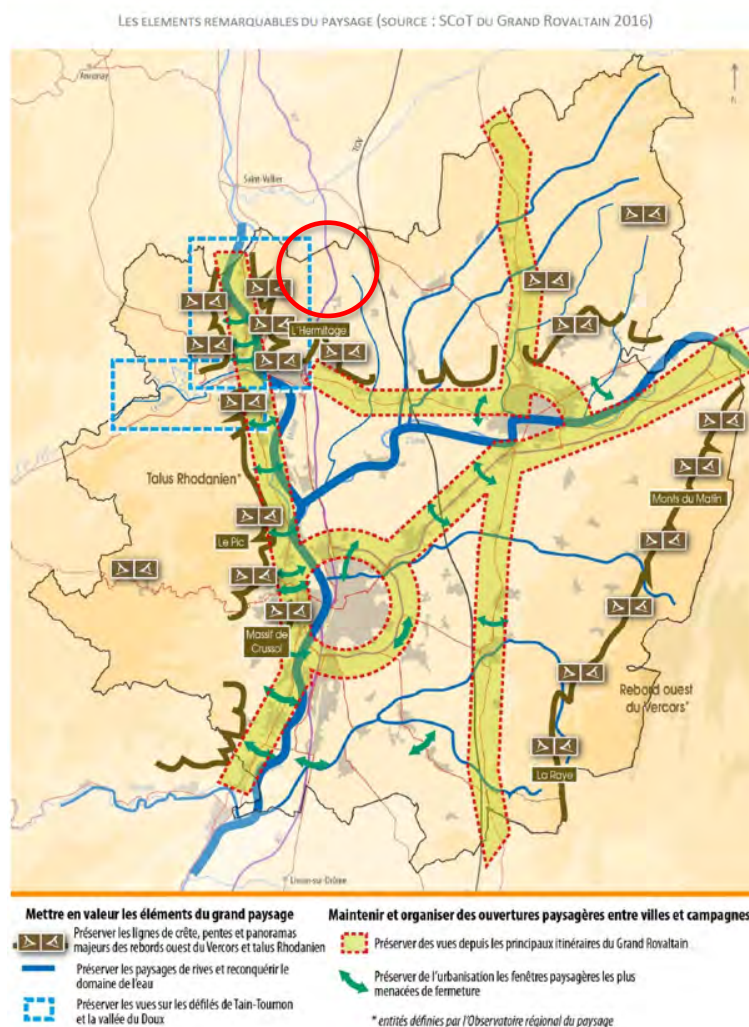 LES ELEMENTS REMARQUABLES DU PAYSAGE (SOURCE : SCOT DU GRAND ROVALTAIN 2016)
Annonay
TGV
N
Saint-Vallier
L'Hermitage
Talus Rhodanien*
Monts du Matin
Le Pic
Massif de
Crussol
Rebord ouest
du Vercors*
La Raye
Livron-sur-Drôme
Mettre en valeur les éléments du grand paysage
Préserver les lignes de crête, pentes et panoramas
majeurs des rebords ouest du Vercors et talus Rhodanien
Préserver les paysages de rives et reconquérir le
domaine de l'eau
Préserver les vues sur les défilés de Tain-Tournon
et la vallée du Doux
Maintenir et organiser des ouvertures paysagères entre villes et campagnes
Préserver des vues depuis les principaux itinéraires du Grand Rovaltain
Préserver de l'urbanisation les fenêtres paysagères les plus
menacées de fermeture
* entités définies par l'Observatoire régional du paysage